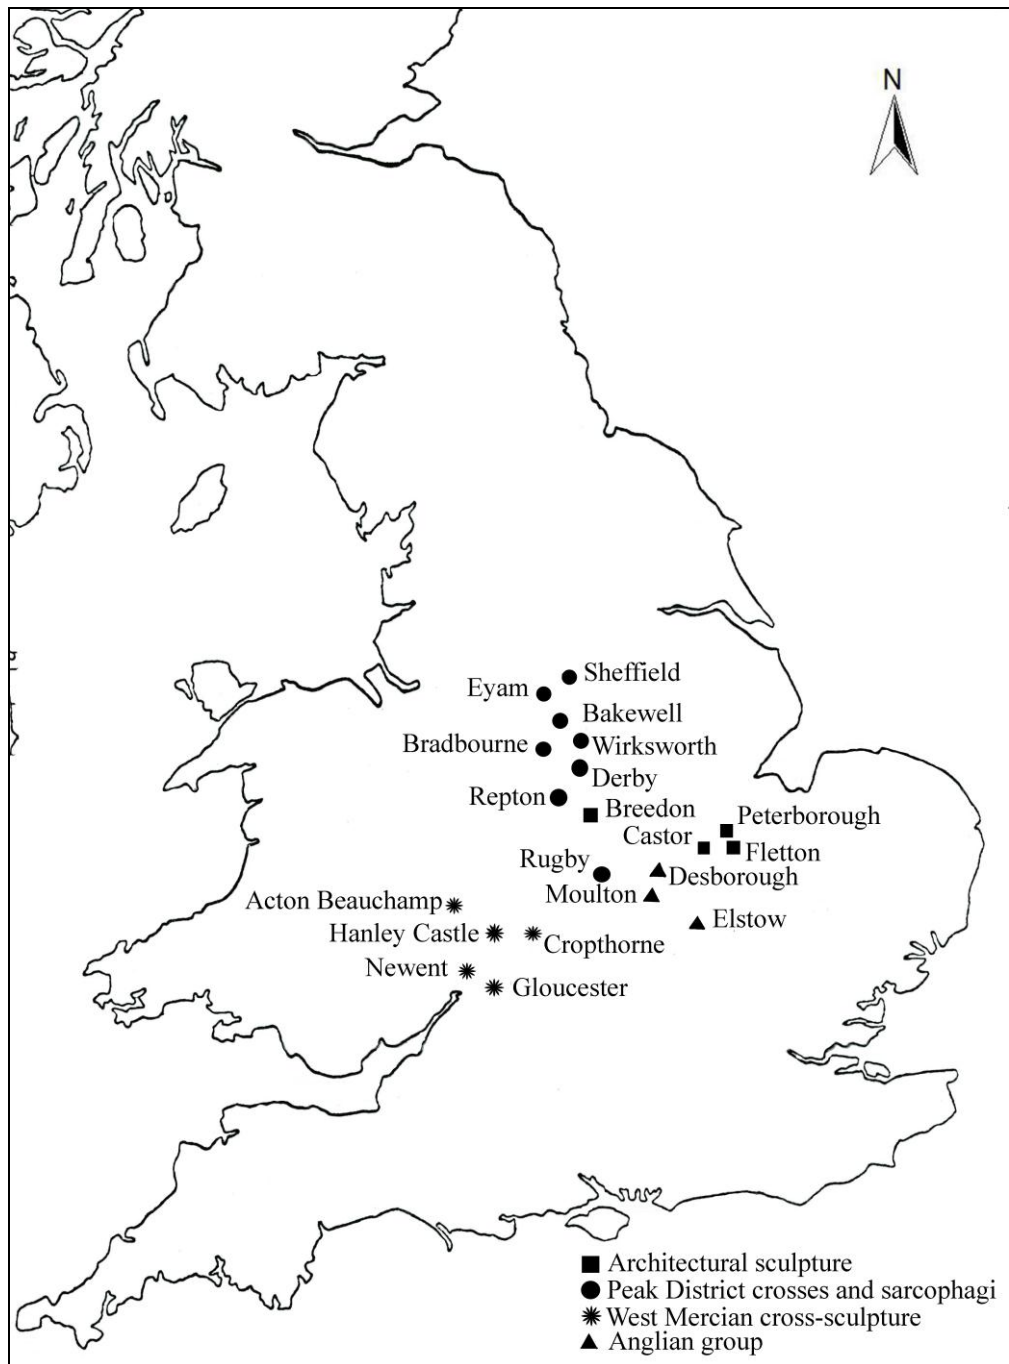 N
Sheffield
Eyam
Bakewell
Bradbourne
Wirksworth
Derby
Repton
Breedon
Peterborough
Castor
Fletton
Rugby
Desborough
Moulton
Acton Beauchamp
Elstow
Hanley Castle
Cropthorne
Newent
Gloucester
Architectural sculpture
Peak District crosses and sarcophagi
West Mercian cross-sculpture
Anglian group